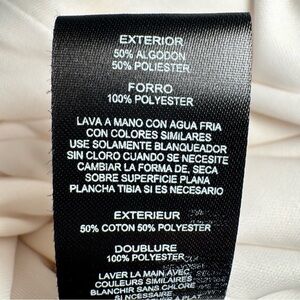 EXTERIOR
50% ALGODON
50% POLIESTER
FORRO
100% POLYESTER
LAVA A MANO CON AGUA FRIA
CON COLORES SIMILARES
USE SOLAMENTE BLANQUEADOR
SIN CLORO CUANDO SE NECESITE
CAMBIAR LA FORMA DE. SECA
SOBRE SUPERFICIE PLANA
PLANCHA TIBIA SI ES NECESARIO
EXTERIEUR
50% COTON 50% POLYESTER
DOUBLURE
100% POLYESTER
LAVER LA MAIN AVEC
COULEURS SIMILAIRES
BLANCHIR SANS CHLORE
SI NÉCESSAIRE
A PLAT